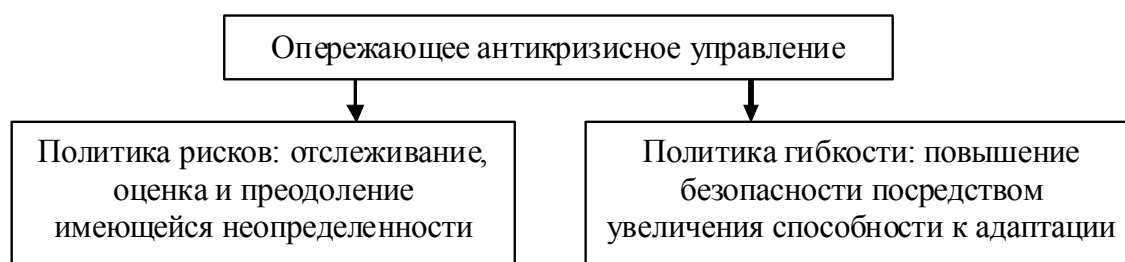 Опережающее антикризисное управление
Политика рисков: отслеживание,
оценка и преодоление
имеющейся неопределенности
Политика гибкости: повышение
безопасности посредством
увеличения способности к адаптации